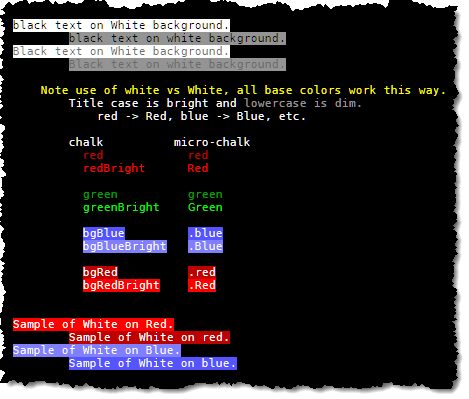 black text on White background.
black text on white background.
Black text on White background.
Black text on white background.
Note use of white vs White, all base colors work this way.
Title case is bright and lowercase is dim.
red -> Red, blue -> Blue, etc.
chalk micro-chalk
red red
redBright Red
green green
greenBright Green
bgBlue .blue
bgBlueBright .Blue
bgRed .red
bgRedBright .Red
Sample of White on Red.
Sample of White on red.
Sample of White on Blue.
Sample of White on blue.